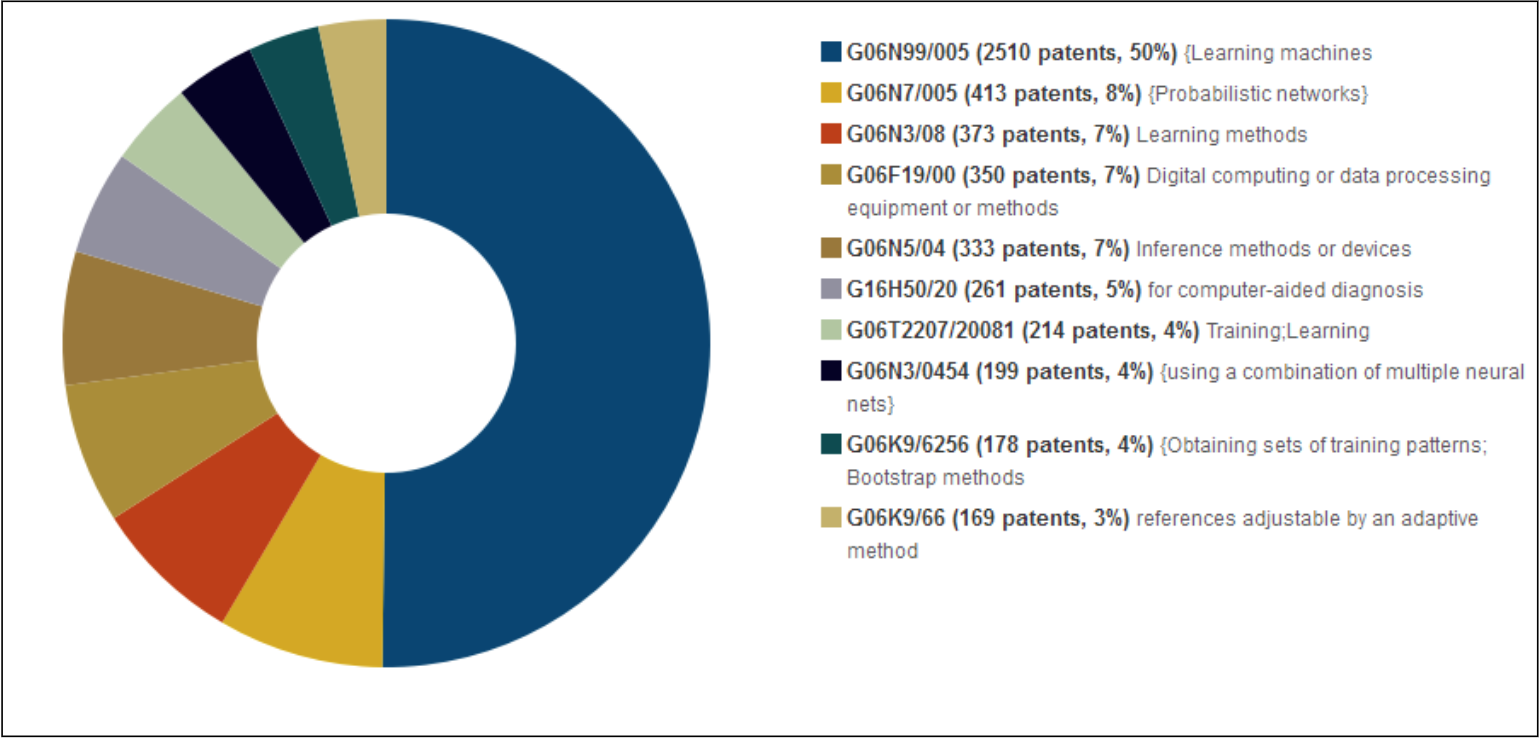 G06N99/005 (2510 patents, 50%) {Learning machines
G06N7/005 (413 patents, 8%) {Probabilistic networks}
G06N3/08 (373 patents, 7%) Learning methods
G06F19/00 (350 patents, 7%) Digital computing or data processing
equipment or methods
G06N5/04 (333 patents, 7%) Inference methods or devices
G16H50/20 (261 patents, 5%) for computer-aided diagnosis
G06T2207/20081 (214 patents, 4%) Training;Learning
G06N3/0454 (199 patents, 4%) {using a combination of multiple neural
nets}
G06K9/6256 (178 patents, 4%) {Obtaining sets of training patterns;
Bootstrap methods
G06K9/66 (169 patents, 3%) references adjustable by an adaptive
method